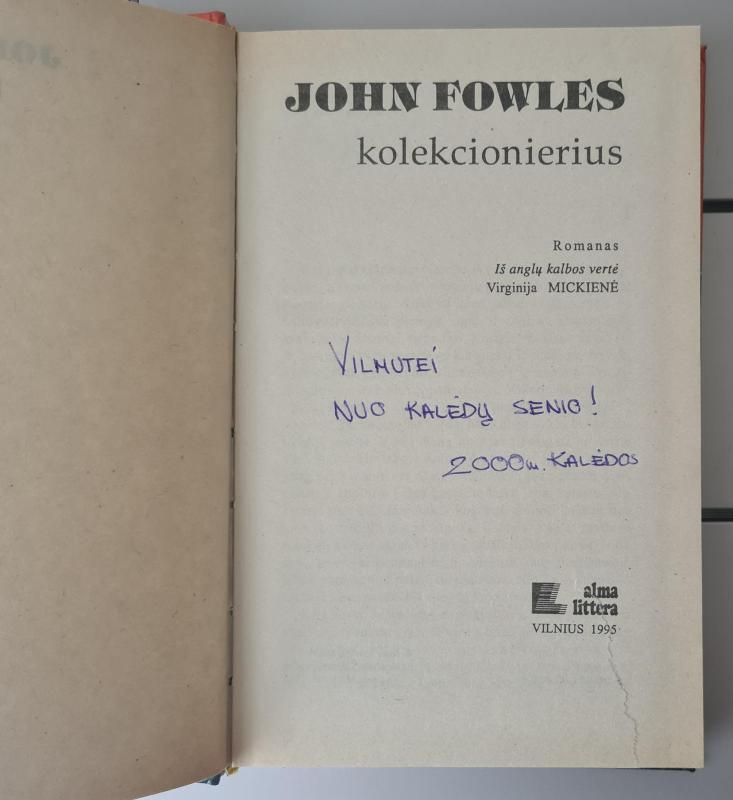 JOHN FOWLES
kolekcionierius
Romanas
Iš anglų kalbos vertė
Virginija MICKIENĖ
VILMUTEI
NUO KALĖDŲ SENIO!
2000m. KALĖDOS
alma
littera
VILNIUS 1995